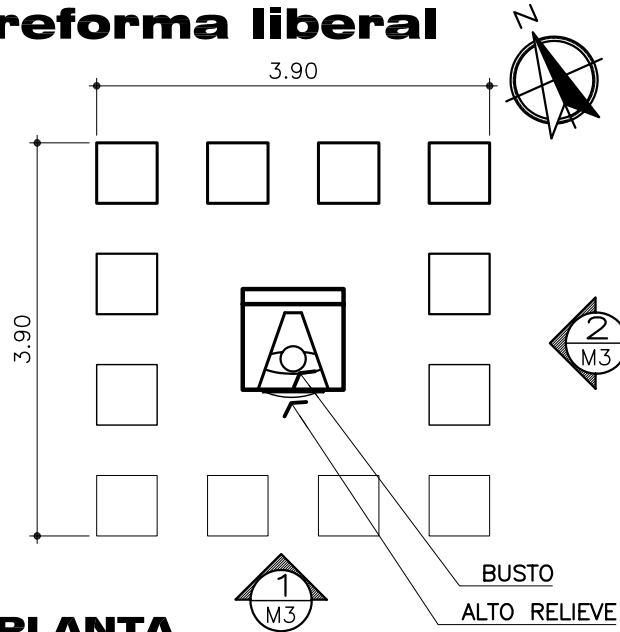 reforma liberal
N
3.90
3.90
2
M3
1
M3
BUSTO
ALTO RELIEVE
PLANTA